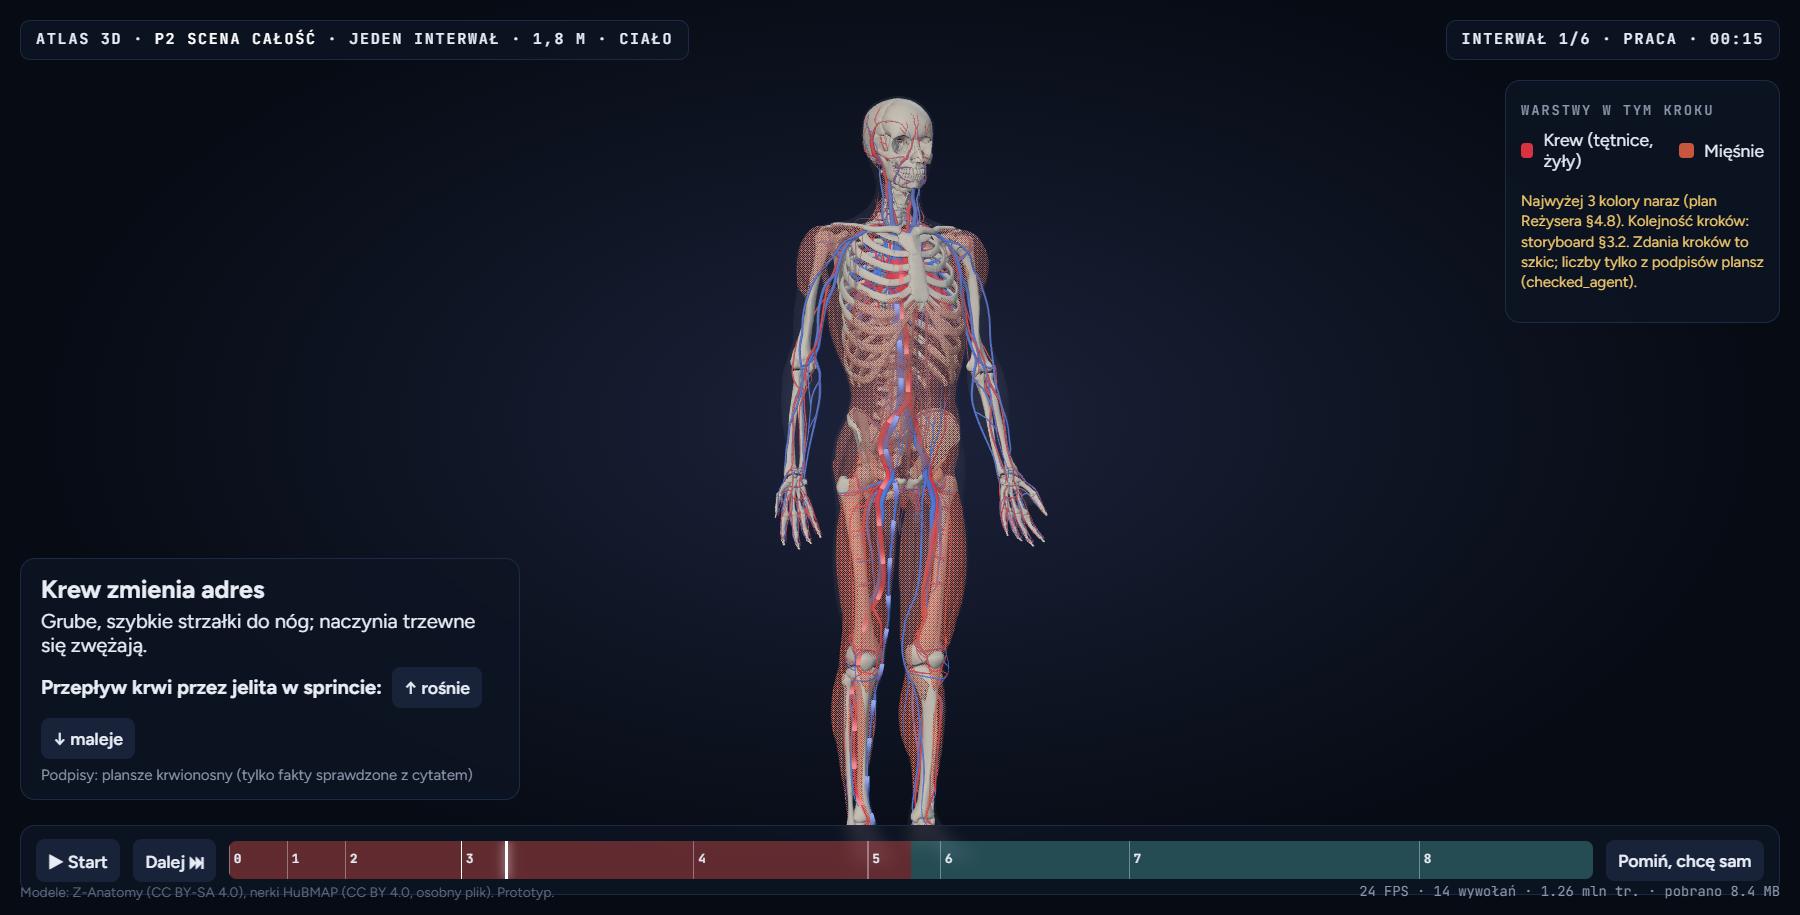 ATLAS 3D · P2 SCENA CAŁOŚĆ · JEDEN INTERWAŁ · 1,8 M · CIAŁO
INTERWAŁ 1/6 · PRACA · 00:15
WARSTWY W TYM KROKU
Krew (tętnice,
żyły)
Mięśnie
Najwyżej 3 kolory naraz (plan
Reżysera §4.8). Kolejność kroków:
storyboard §3.2. Zdania kroków to
szkic; liczby tylko z podpisów plansz
(checked_agent).
Krew zmienia adres
Grube, szybkie strzałki do nóg; naczynia trzewne
się zwężają.
Przepływ krwi przez jelita w sprincie: ↑ rośnie
↓ maleje
Podpisy: plansze krwionosny (tylko fakty sprawdzone z cytatem)
▶ Start
Dalej ⏭
0 1 2 3 4 5 6 7 8
Pomiń, chcę sam
Modele: Z-Anatomy (CC BY-SA 4.0), nerki HuBMAP (CC BY 4.0, osobny plik). Prototyp.
24 FPS · 14 wywołań · 1.26 mln tr. · pobrano 8.4 MB